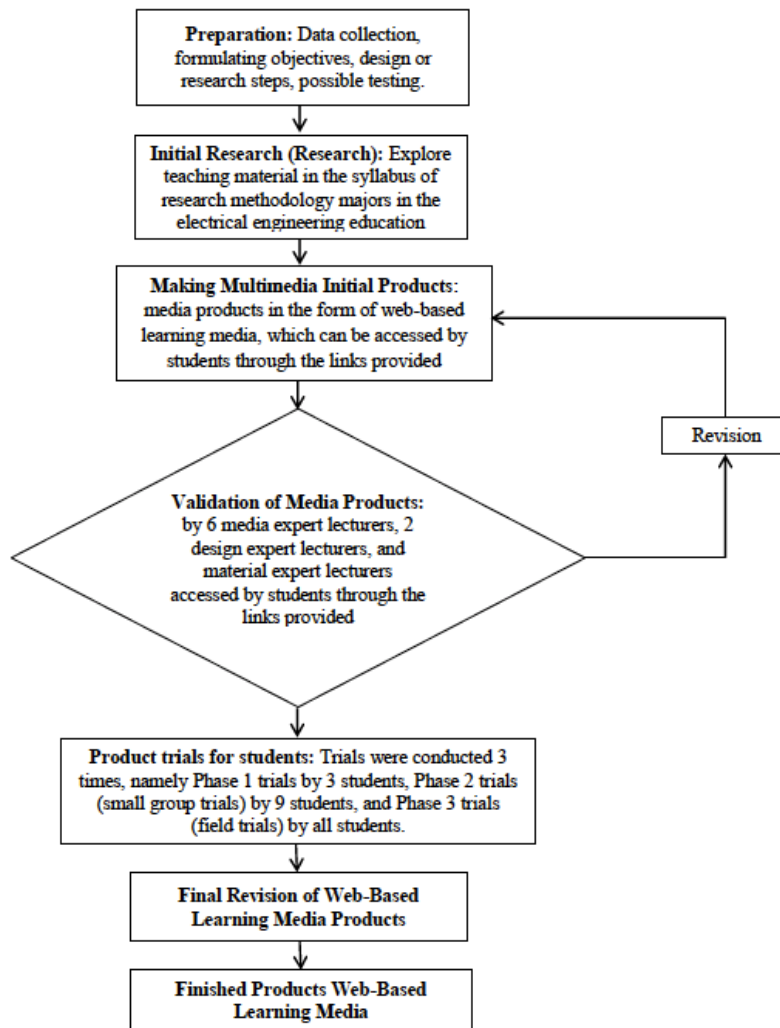 Preparation: Data collection,
formulating objectives, design or
research steps, possible testing.
Initial Research (Research): Explore
teaching material in the syllabus of
research methodology majors in the
electrical engineering education
Making Multimedia Initial Products:
media products in the form of web-based
learning media, which can be accessed by
students through the links provided
Revision
Validation of Media Products:
by 6 media expert lecturers, 2
design expert lecturers, and
material expert lecturers
accessed by students through the
links provided
Product trials for students: Trials were conducted 3
times, namely Phase 1 trials by 3 students, Phase 2 trials
(small group trials) by 9 students, and Phase 3 trials
(field trials) by all students.
Final Revision of Web-Based
Learning Media Products
Finished Products Web-Based
Learning Media